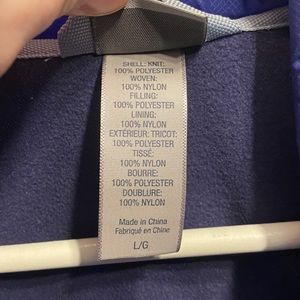 SHELL: KNIT:
100% POLYESTER
WOVEN:
100% NYLON
FILLING:
100% POLYESTER
LINING:
100% NYLON
EXTÉRIEUR: TRICOT:
100% POLYESTER
TISSÉ:
100% NYLON
BOURRE:
100% POLYESTER
DOUBLURE:
100% NYLON
Made in China
Fabriqué en Chine
L/G